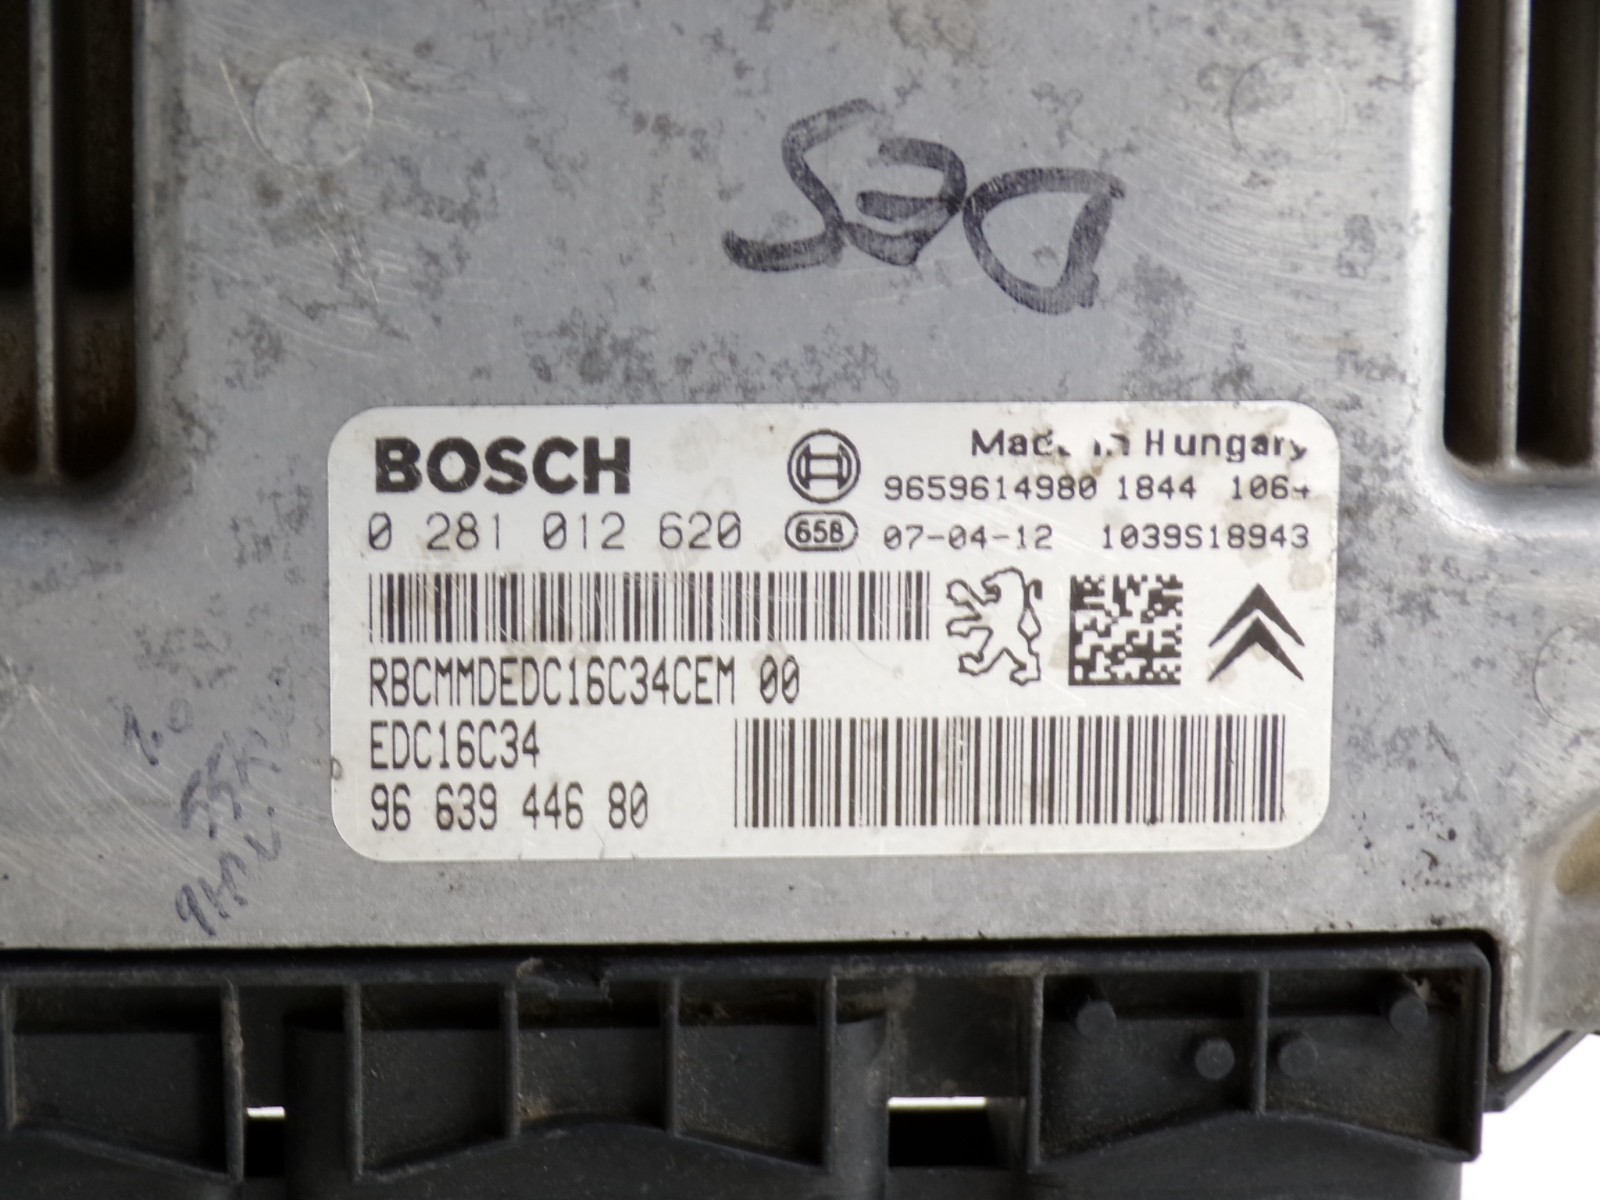 BOSCH
Made in Hungary
9659614980 1844 1064
0 281 012 620
658
07-04-12 1039S18943
RBCMMDEDC16C34CEM 00
EDC16C34
96 639 446 80